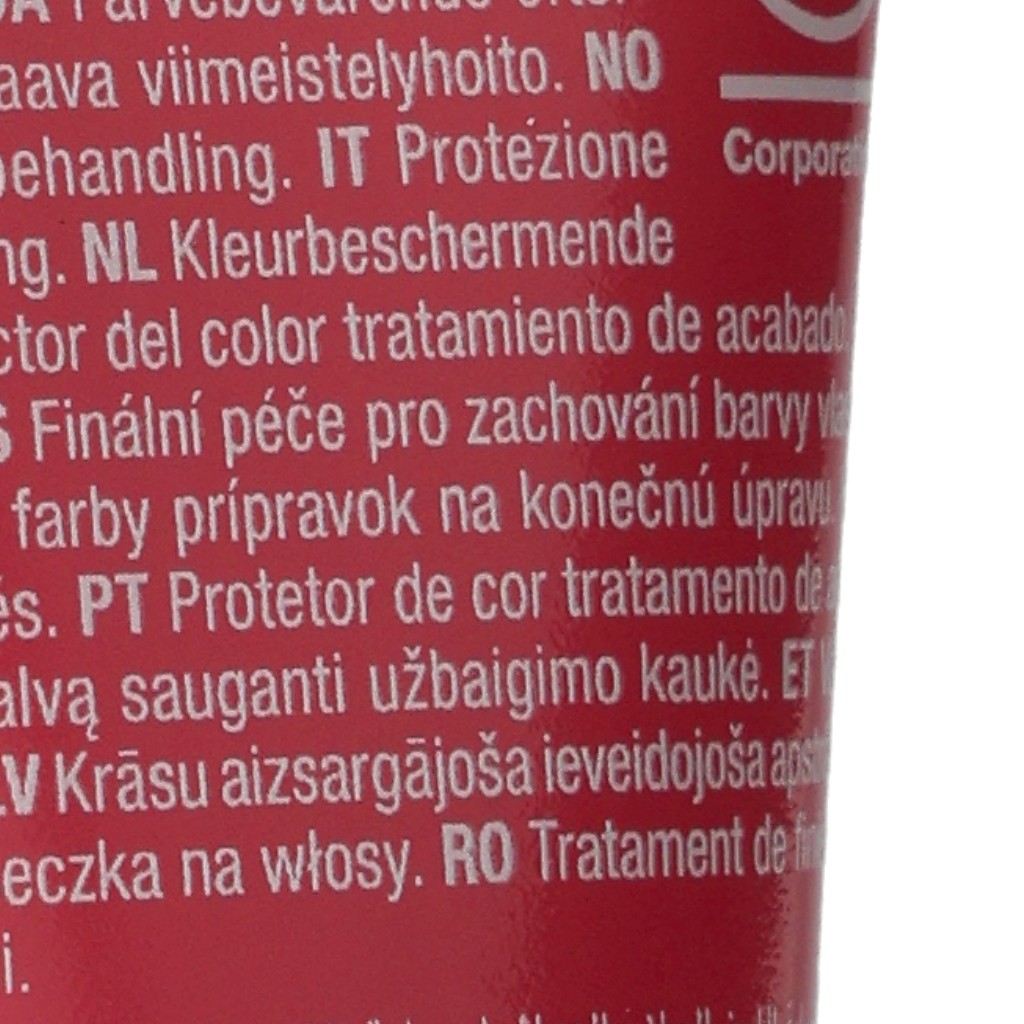 aava viimeistelyhoito. NO
behandling. IT Protezione
Corporat
ng. NL Kleurbeschermende
ctor del color tratamiento de acabado
S Finální péče pro zachování barvy
farby prípravok na konečnú úpravu
és. PT Protetor de cor tratamento de
alvą sauganti užbaigimo kaukė. ET
LV Krāsu aizsargājoša ieveidojoša
eczka na włosy. RO Tratament de
i.